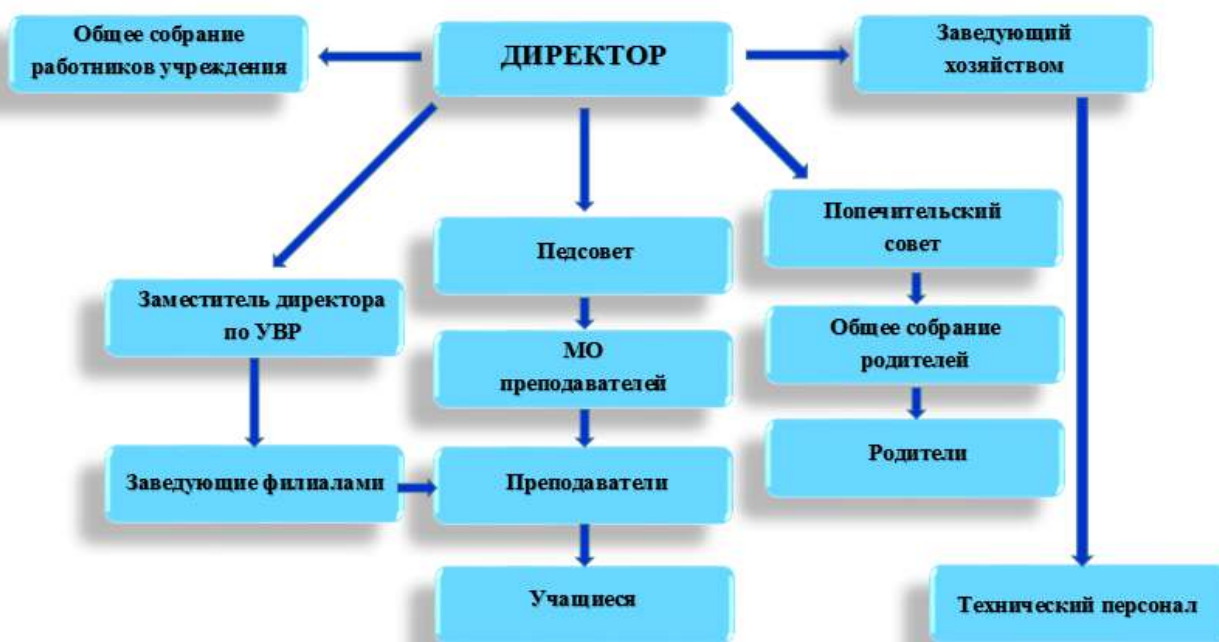 Общее собрание
работников учреждения
ДИРЕКТОР
Заведующий
хозяйством
Попечительский
совет
Педсовет
Заместитель директора
по УВР
МО
преподавателей
Общее собрание
родителей
Родители
Заведующие филиалами
Преподаватели
Учащиеся
Технический персонал